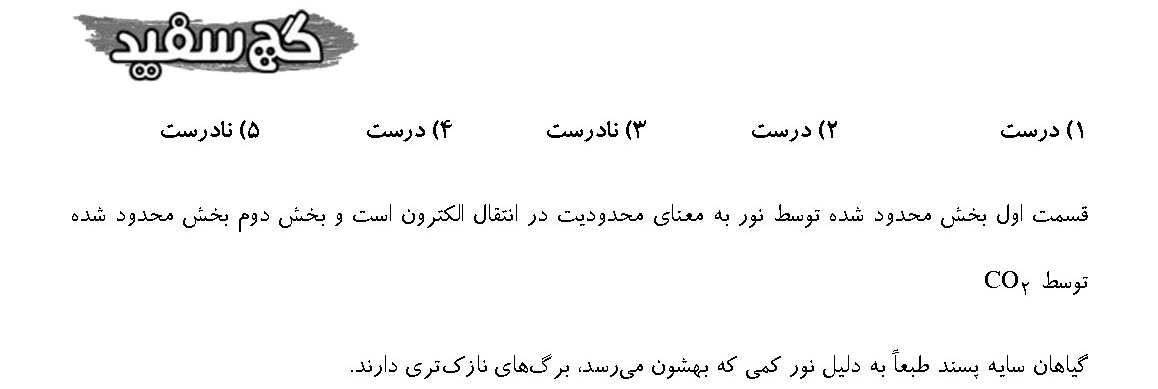 گچ سفید
۱) درست ۲) درست ۳) نادرست ۴) درست ۵) نادرست
قسمت اول بخش محدود شده توسط نور به معنای محدودیت در انتقال الکترون است و بخش دوم بخش محدود شده
توسط CO₂
گیاهان سایه پسند طبعاً به دلیل نور کمی که بهشون می‌رسد، برگ‌های نازک‌تری دارند.